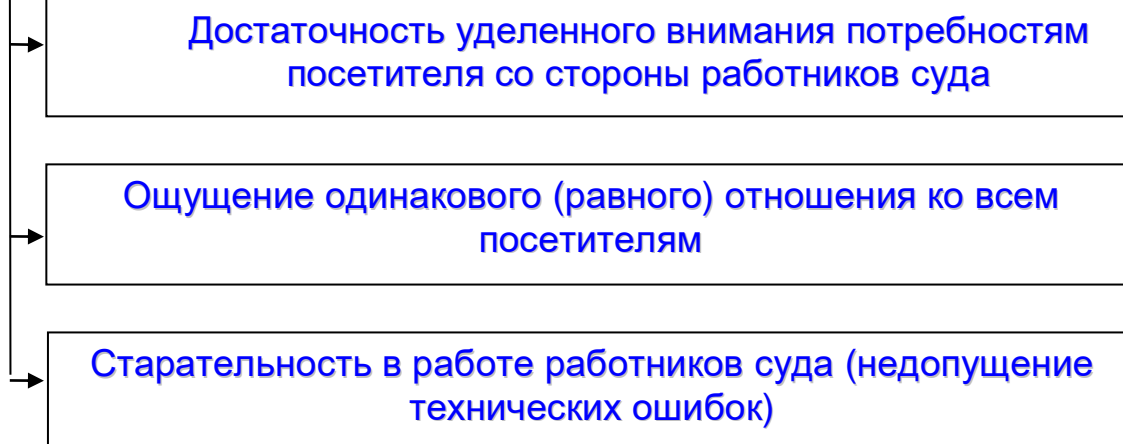 Достаточность уделенного внимания потребностям
посетителя со стороны работников суда
Ощущение одинакового (равного) отношения ко всем
посетителям
Старательность в работе работников суда (недопущение
технических ошибок)